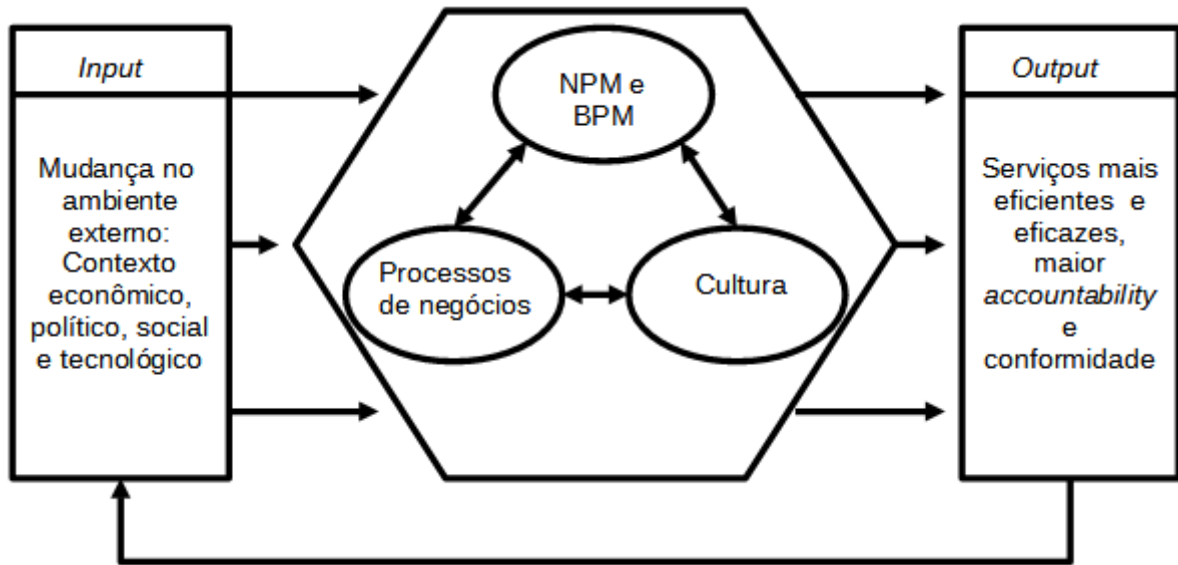 Input
Mudança no
ambiente
externo:
Contexto
econômico,
político, social
e tecnológico
NPM e
BPM
Processos
de negócios
Cultura
Output
Serviços mais
eficientes e
eficazes,
maior
accountability
e
conformidade